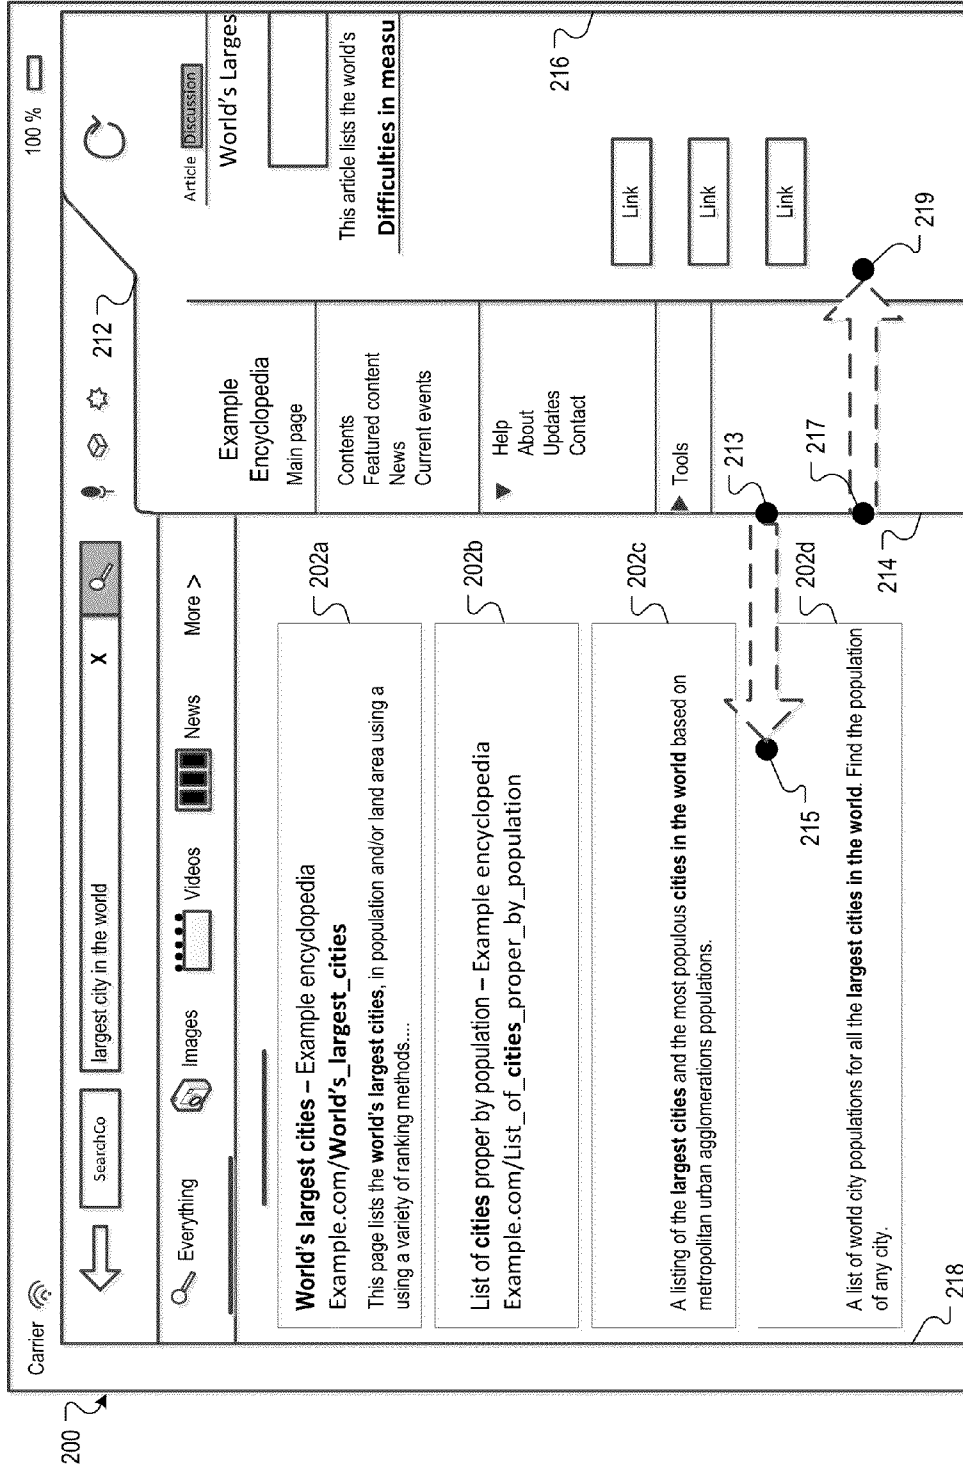 200
Carrier
100 %
SearchCo
largest city in the world
X
Everything
Images
Videos
News
More >
212
World's largest cities – Example encyclopedia
Example.com/World's_largest_cities
This page lists the world's largest cities, in population and/or land area using a
using a variety of ranking methods....
202a
List of cities proper by population – Example encyclopedia
Example.com/List_of_cities_proper_by_population
202b
A listing of the largest cities and the most populous cities in the world based on
metropolitan urban agglomerations populations.
202c
A list of world city populations for all the largest cities in the world. Find the population
of any city.
202d
215
213
217
219
214
218
Example
Encyclopedia
Main page
Contents
Featured content
News
Current events
Help
About
Updates
Contact
Tools
Article Discussion
World's Larges
This article lists the world's
Difficulties in measu
216
Link
Link
Link